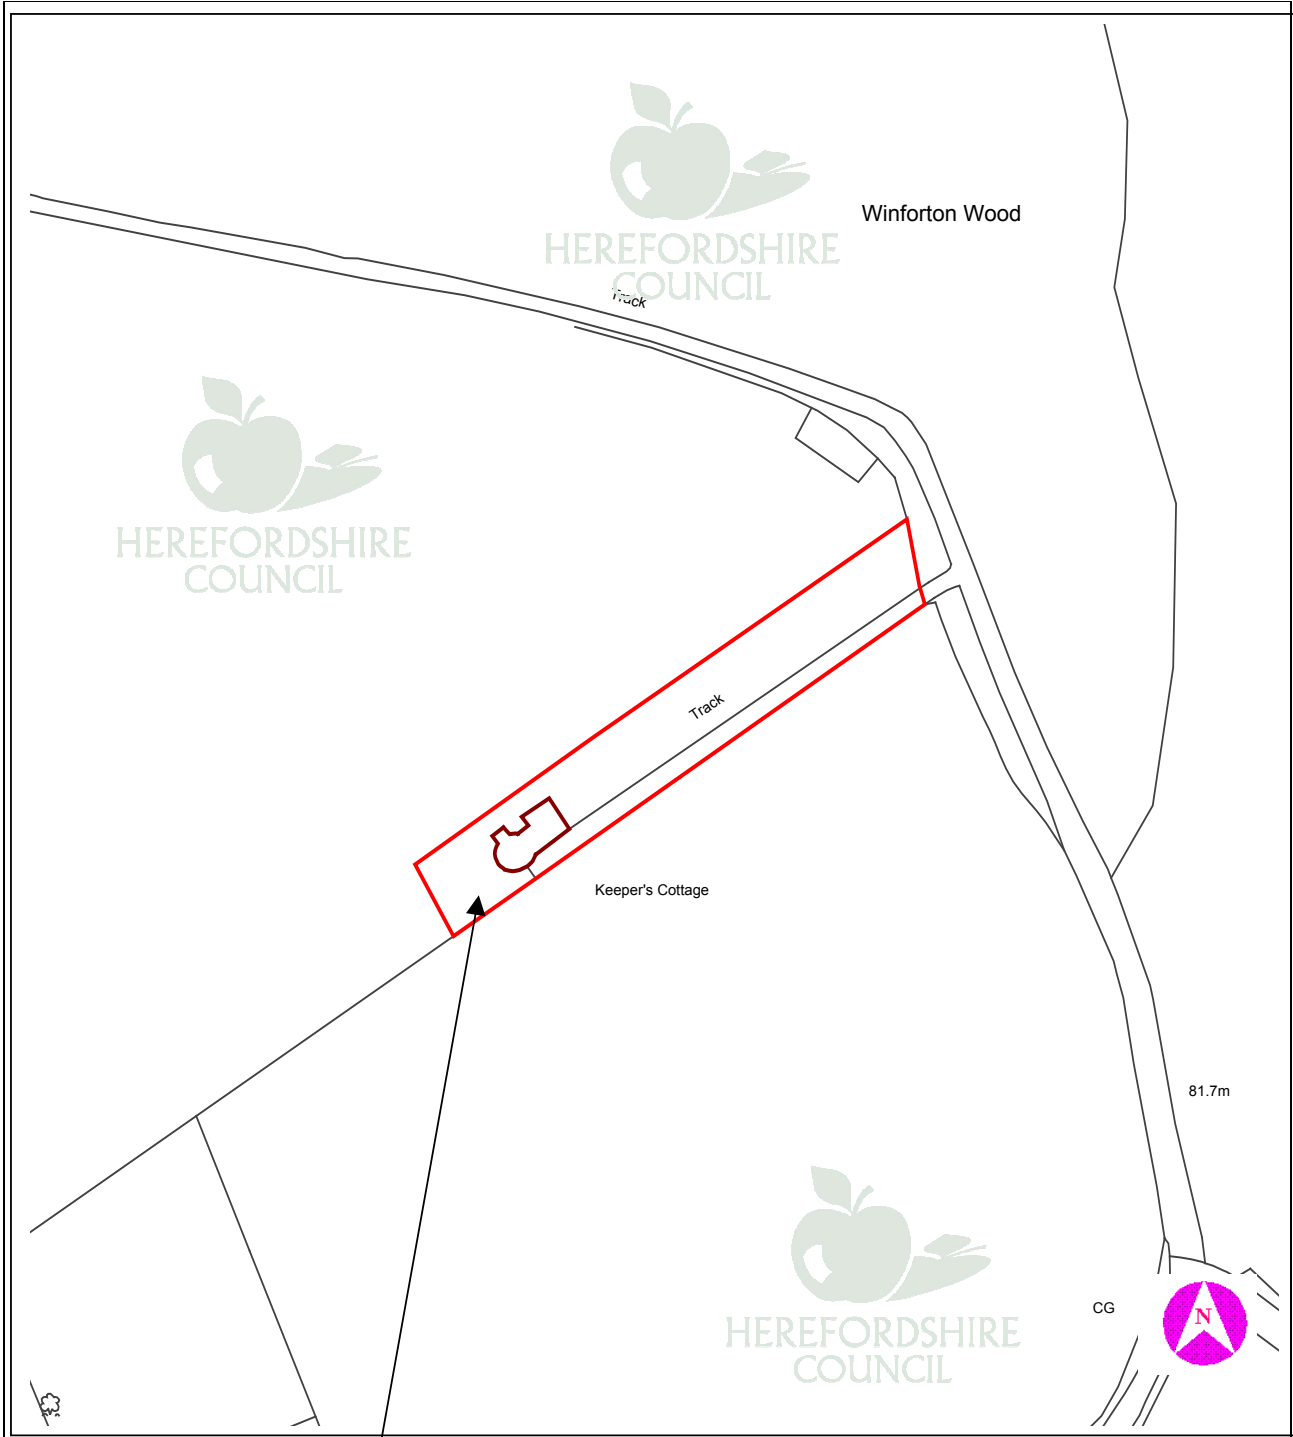 HEREFORDSHIRE
COUNCIL
Winforton Wood
Track
HEREFORDSHIRE
COUNCIL
Track
Keeper's Cottage
81.7m
HEREFORDSHIRE
COUNCIL
CG
N